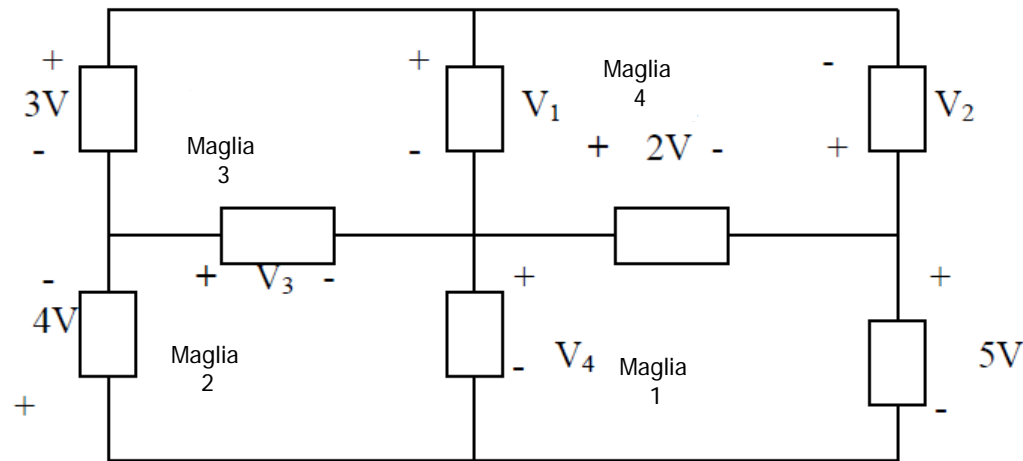 + + Maglia -
3V V₁ 4 V₂
- Maglia - + 2V - +
3
- + V₃ - + +
4V Maglia V₄ Maglia 5V
+ 2 - 1 -